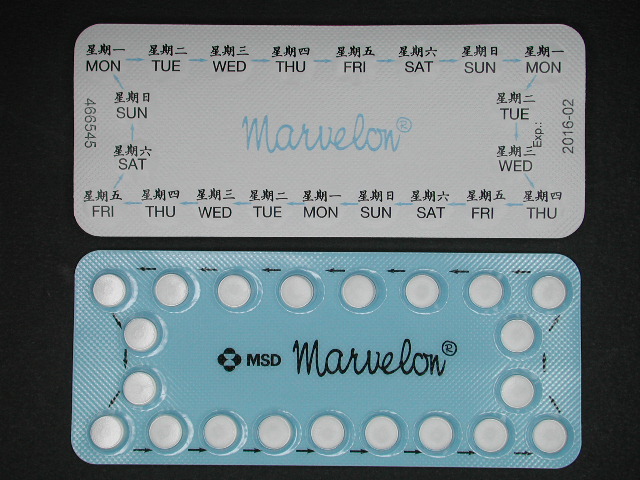 星期一 星期二 星期三 星期四 星期五 星期六 星期日 星期一
MON TUE WED THU FRI SAT SUN MON
星期日 星期二
SUN TUE
466545
Marvelon®
Exp.:
2016-02
星期六 星期三
SAT WED
星期五 星期四 星期三 星期二 星期一 星期日 星期六 星期五 星期四
FRI THU WED TUE MON SUN SAT FRI THU
MSD Marvelon®